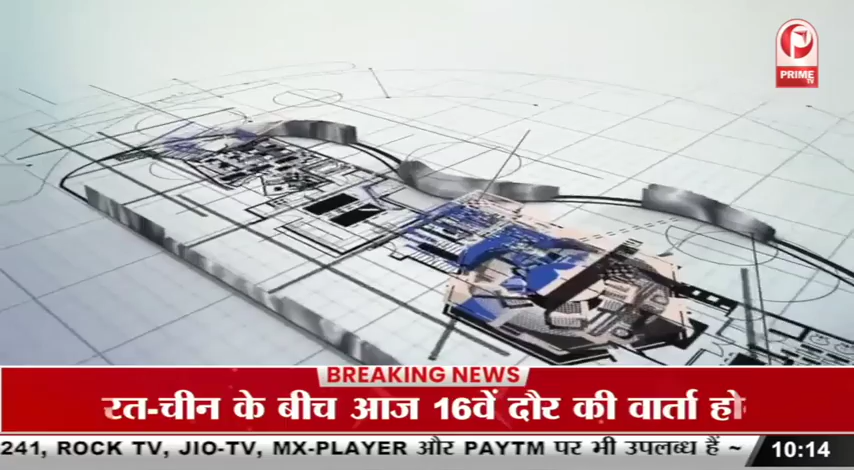 PRIME
TV
BREAKING NEWS
रत-चीन के बीच आज 16वें दौर की वार्ता हो
241, ROCK TV, JIO-TV, MX-PLAYER और PAYTM पर भी उपलब्ध हैं ~
10:14